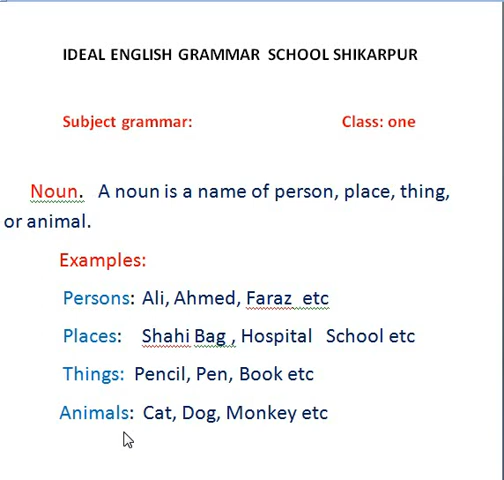 IDEAL ENGLISH GRAMMAR SCHOOL SHIKARPUR
Subject grammar: Class: one
Noun. A noun is a name of person, place, thing,
or animal.
Examples:
Persons: Ali, Ahmed, Faraz etc
Places: Shahi Bag , Hospital School etc
Things: Pencil, Pen, Book etc
Animals: Cat, Dog, Monkey etc